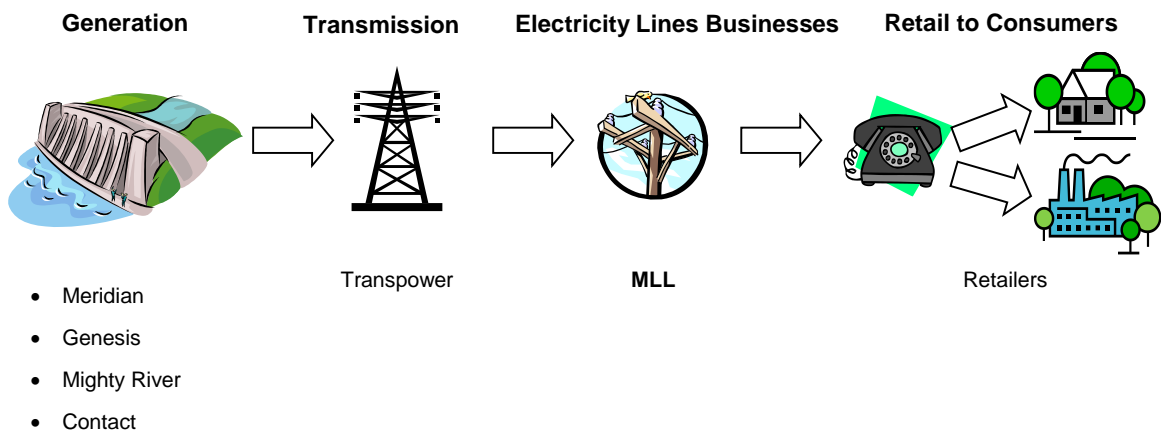 Generation
Transmission
Electricity Lines Businesses
Retail to Consumers
Transpower
MLL
Retailers
• Meridian
• Genesis
• Mighty River
• Contact